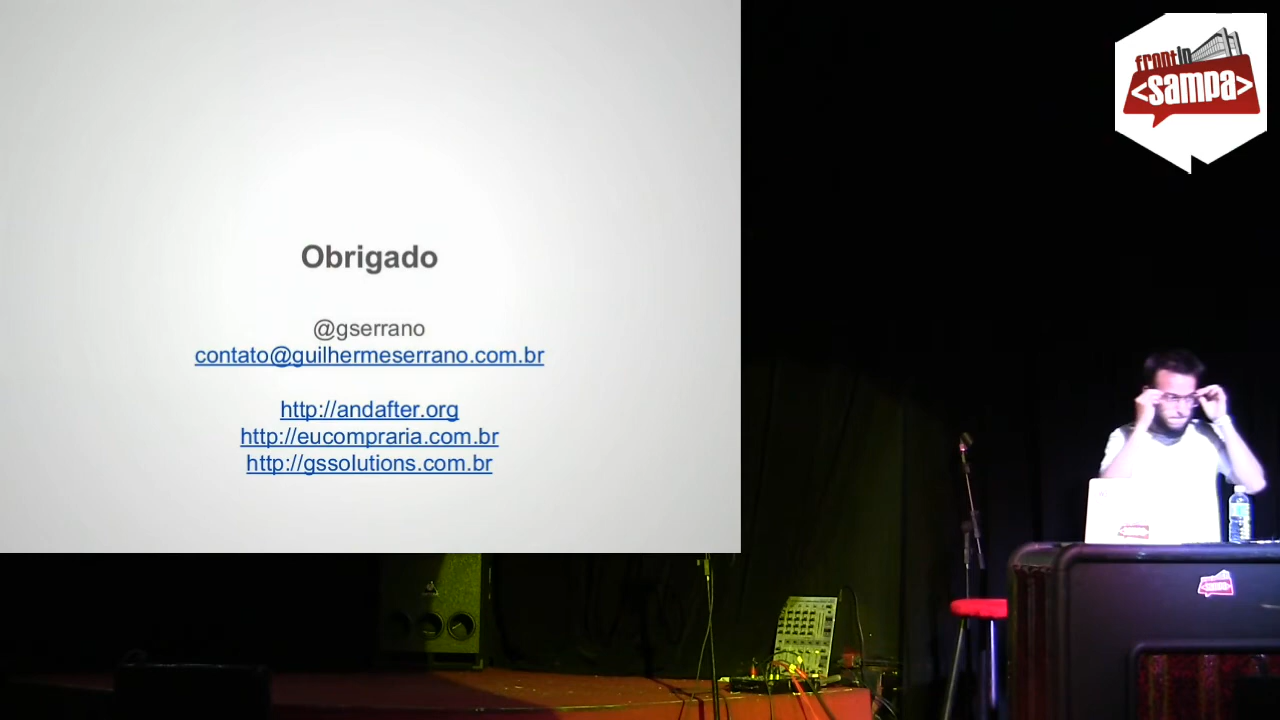 Obrigado
@gserrano
contato@guilhermeserrano.com.br
http://andafter.org
http://eucompraria.com.br
http://gssolutions.com.br
frontIn
<sampa>
<sampa>